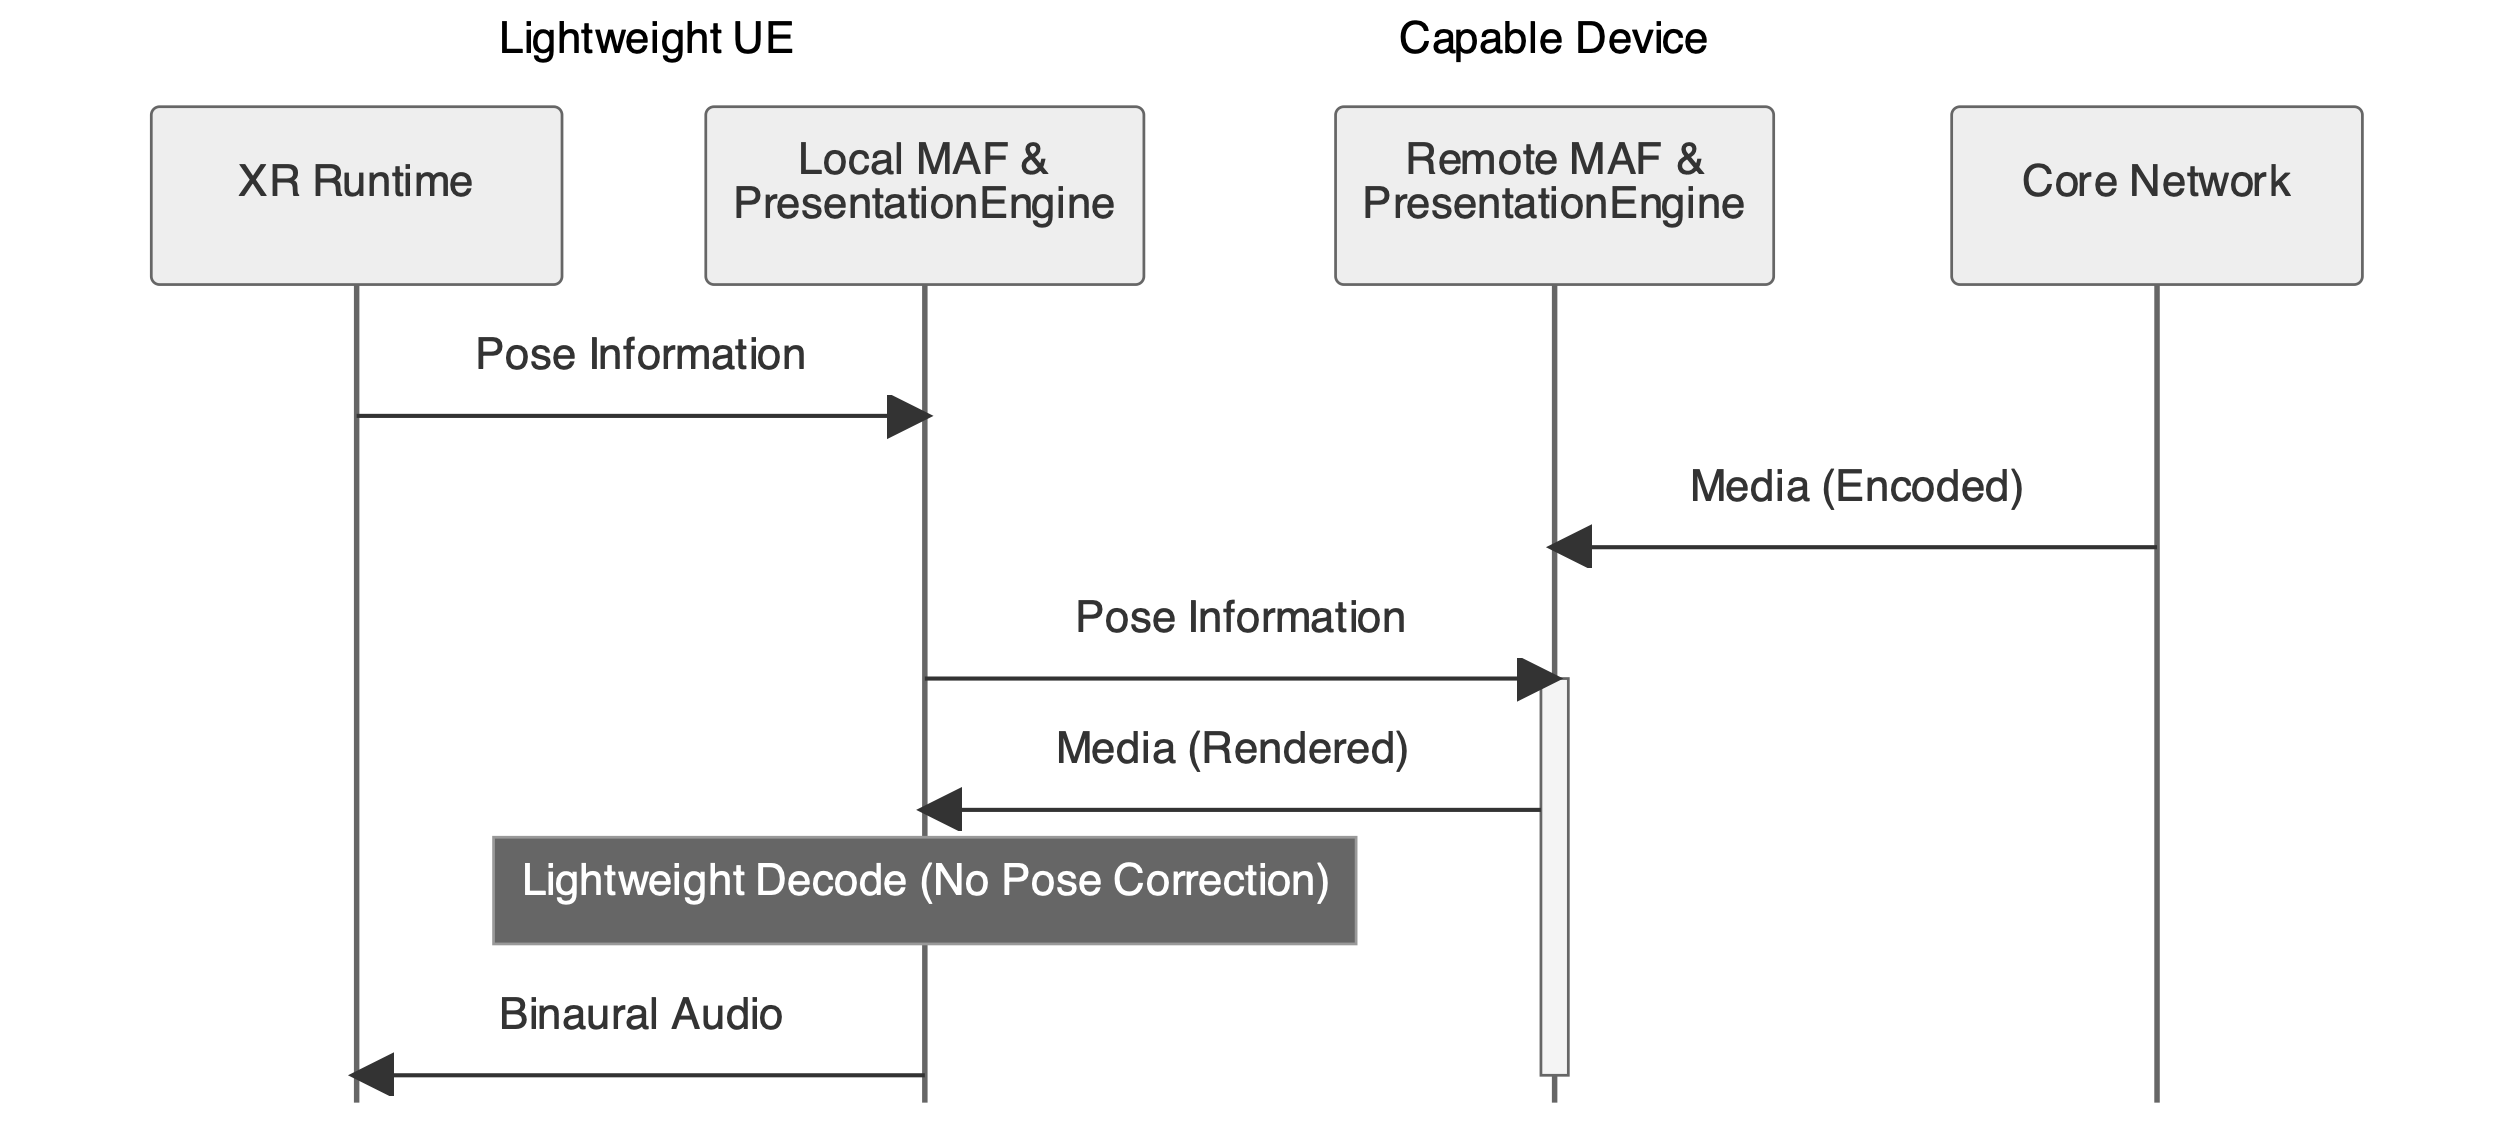 Lightweight UE
Capable Device
XR Runtime
Local MAF &
PresentationEngine
Remote MAF &
PresentationEngine
Core Network
Pose Information
Media (Encoded)
Pose Information
Media (Rendered)
Lightweight Decode (No Pose Correction)
Binaural Audio